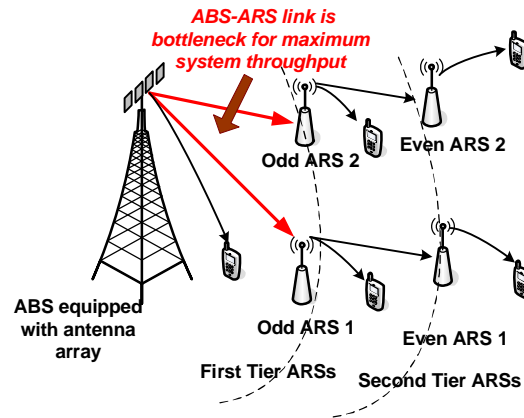 ABS-ARS link is
bottleneck for maximum
system throughput
Odd ARS 2
Even ARS 2
ABS equipped
with antenna
array
Odd ARS 1
Even ARS 1
First Tier ARSs
Second Tier ARSs